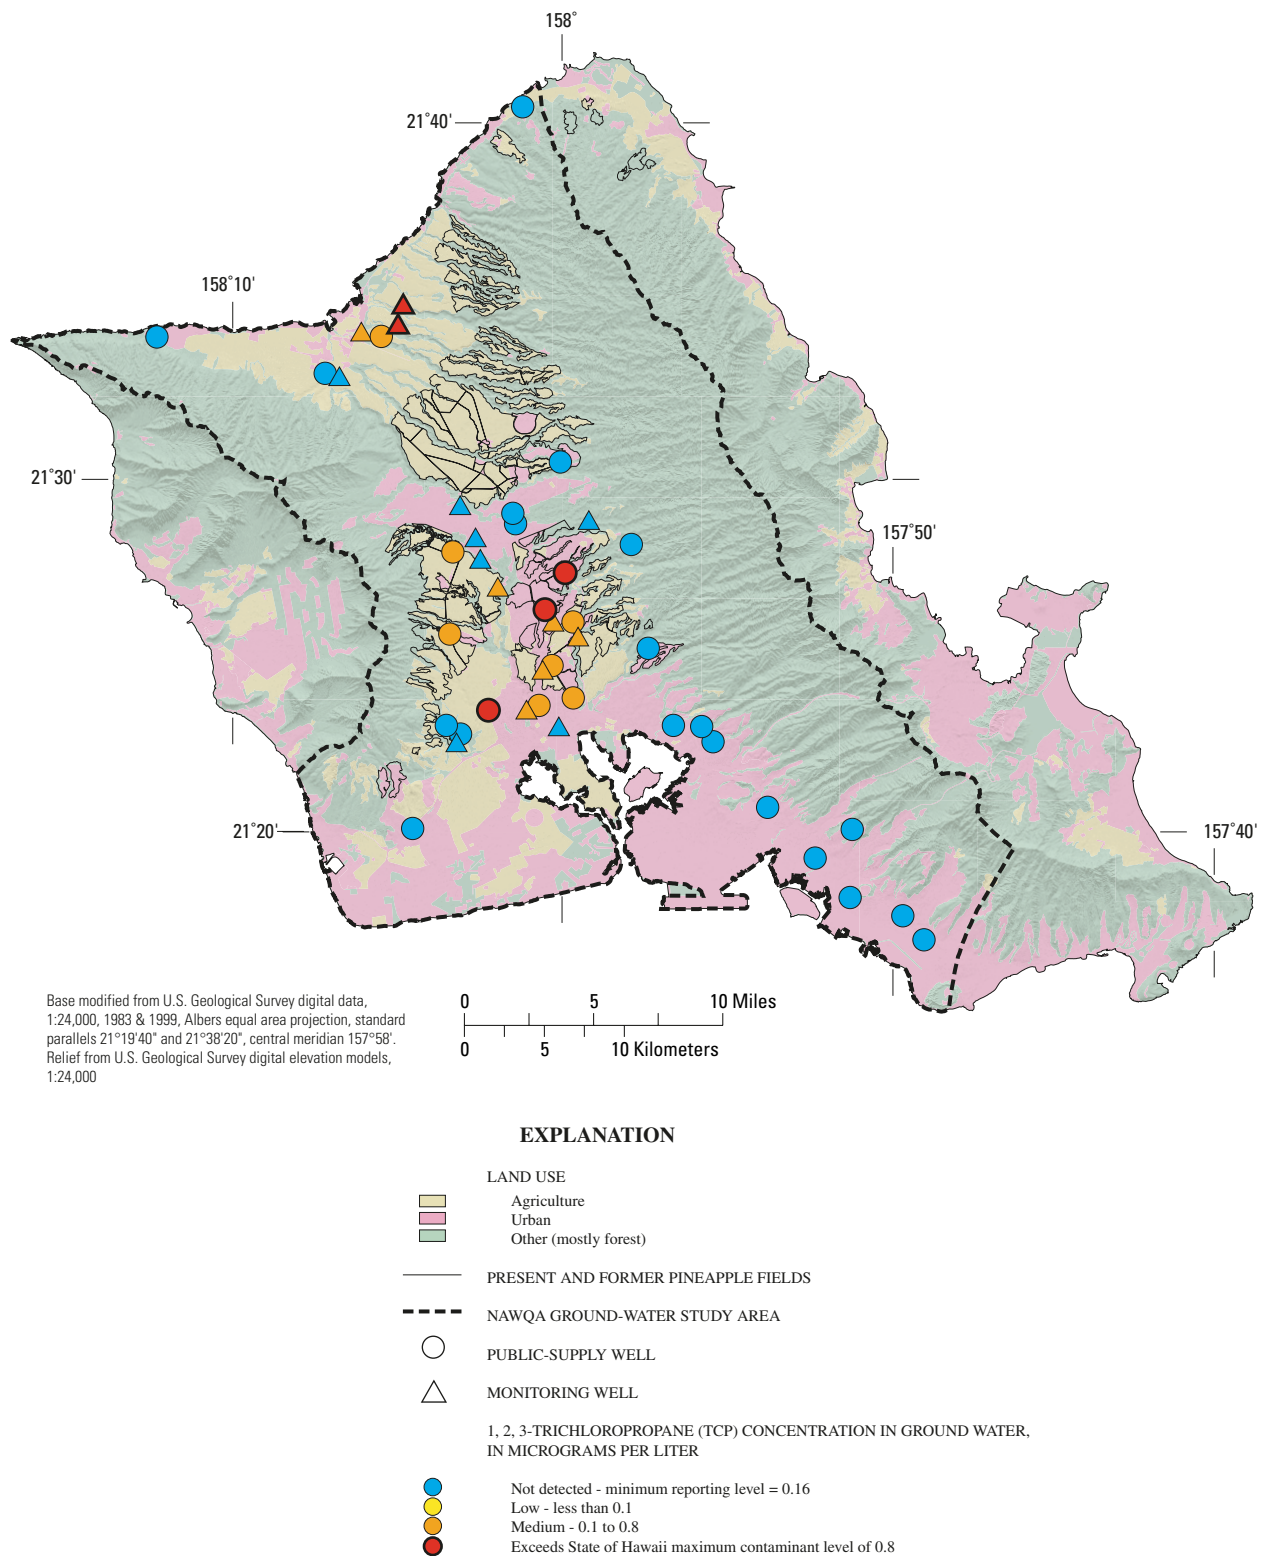 158°
21°40'
158°10'
21°30'
157°50'
21°20'
157°40'
Base modified from U.S. Geological Survey digital data,
1:24,000, 1983 & 1999, Albers equal area projection, standard
parallels 21°19'40" and 21°38'20", central meridian 157°58'.
Relief from U.S. Geological Survey digital elevation models,
1:24,000
0 5 10 Miles
0 5 10 Kilometers
EXPLANATION
LAND USE
Agriculture
Urban
Other (mostly forest)
PRESENT AND FORMER PINEAPPLE FIELDS
NAWQA GROUND-WATER STUDY AREA
PUBLIC-SUPPLY WELL
MONITORING WELL
1, 2, 3-TRICHLOROPROPANE (TCP) CONCENTRATION IN GROUND WATER,
IN MICROGRAMS PER LITER
Not detected - minimum reporting level = 0.16
Low - less than 0.1
Medium - 0.1 to 0.8
Exceeds State of Hawaii maximum contaminant level of 0.8